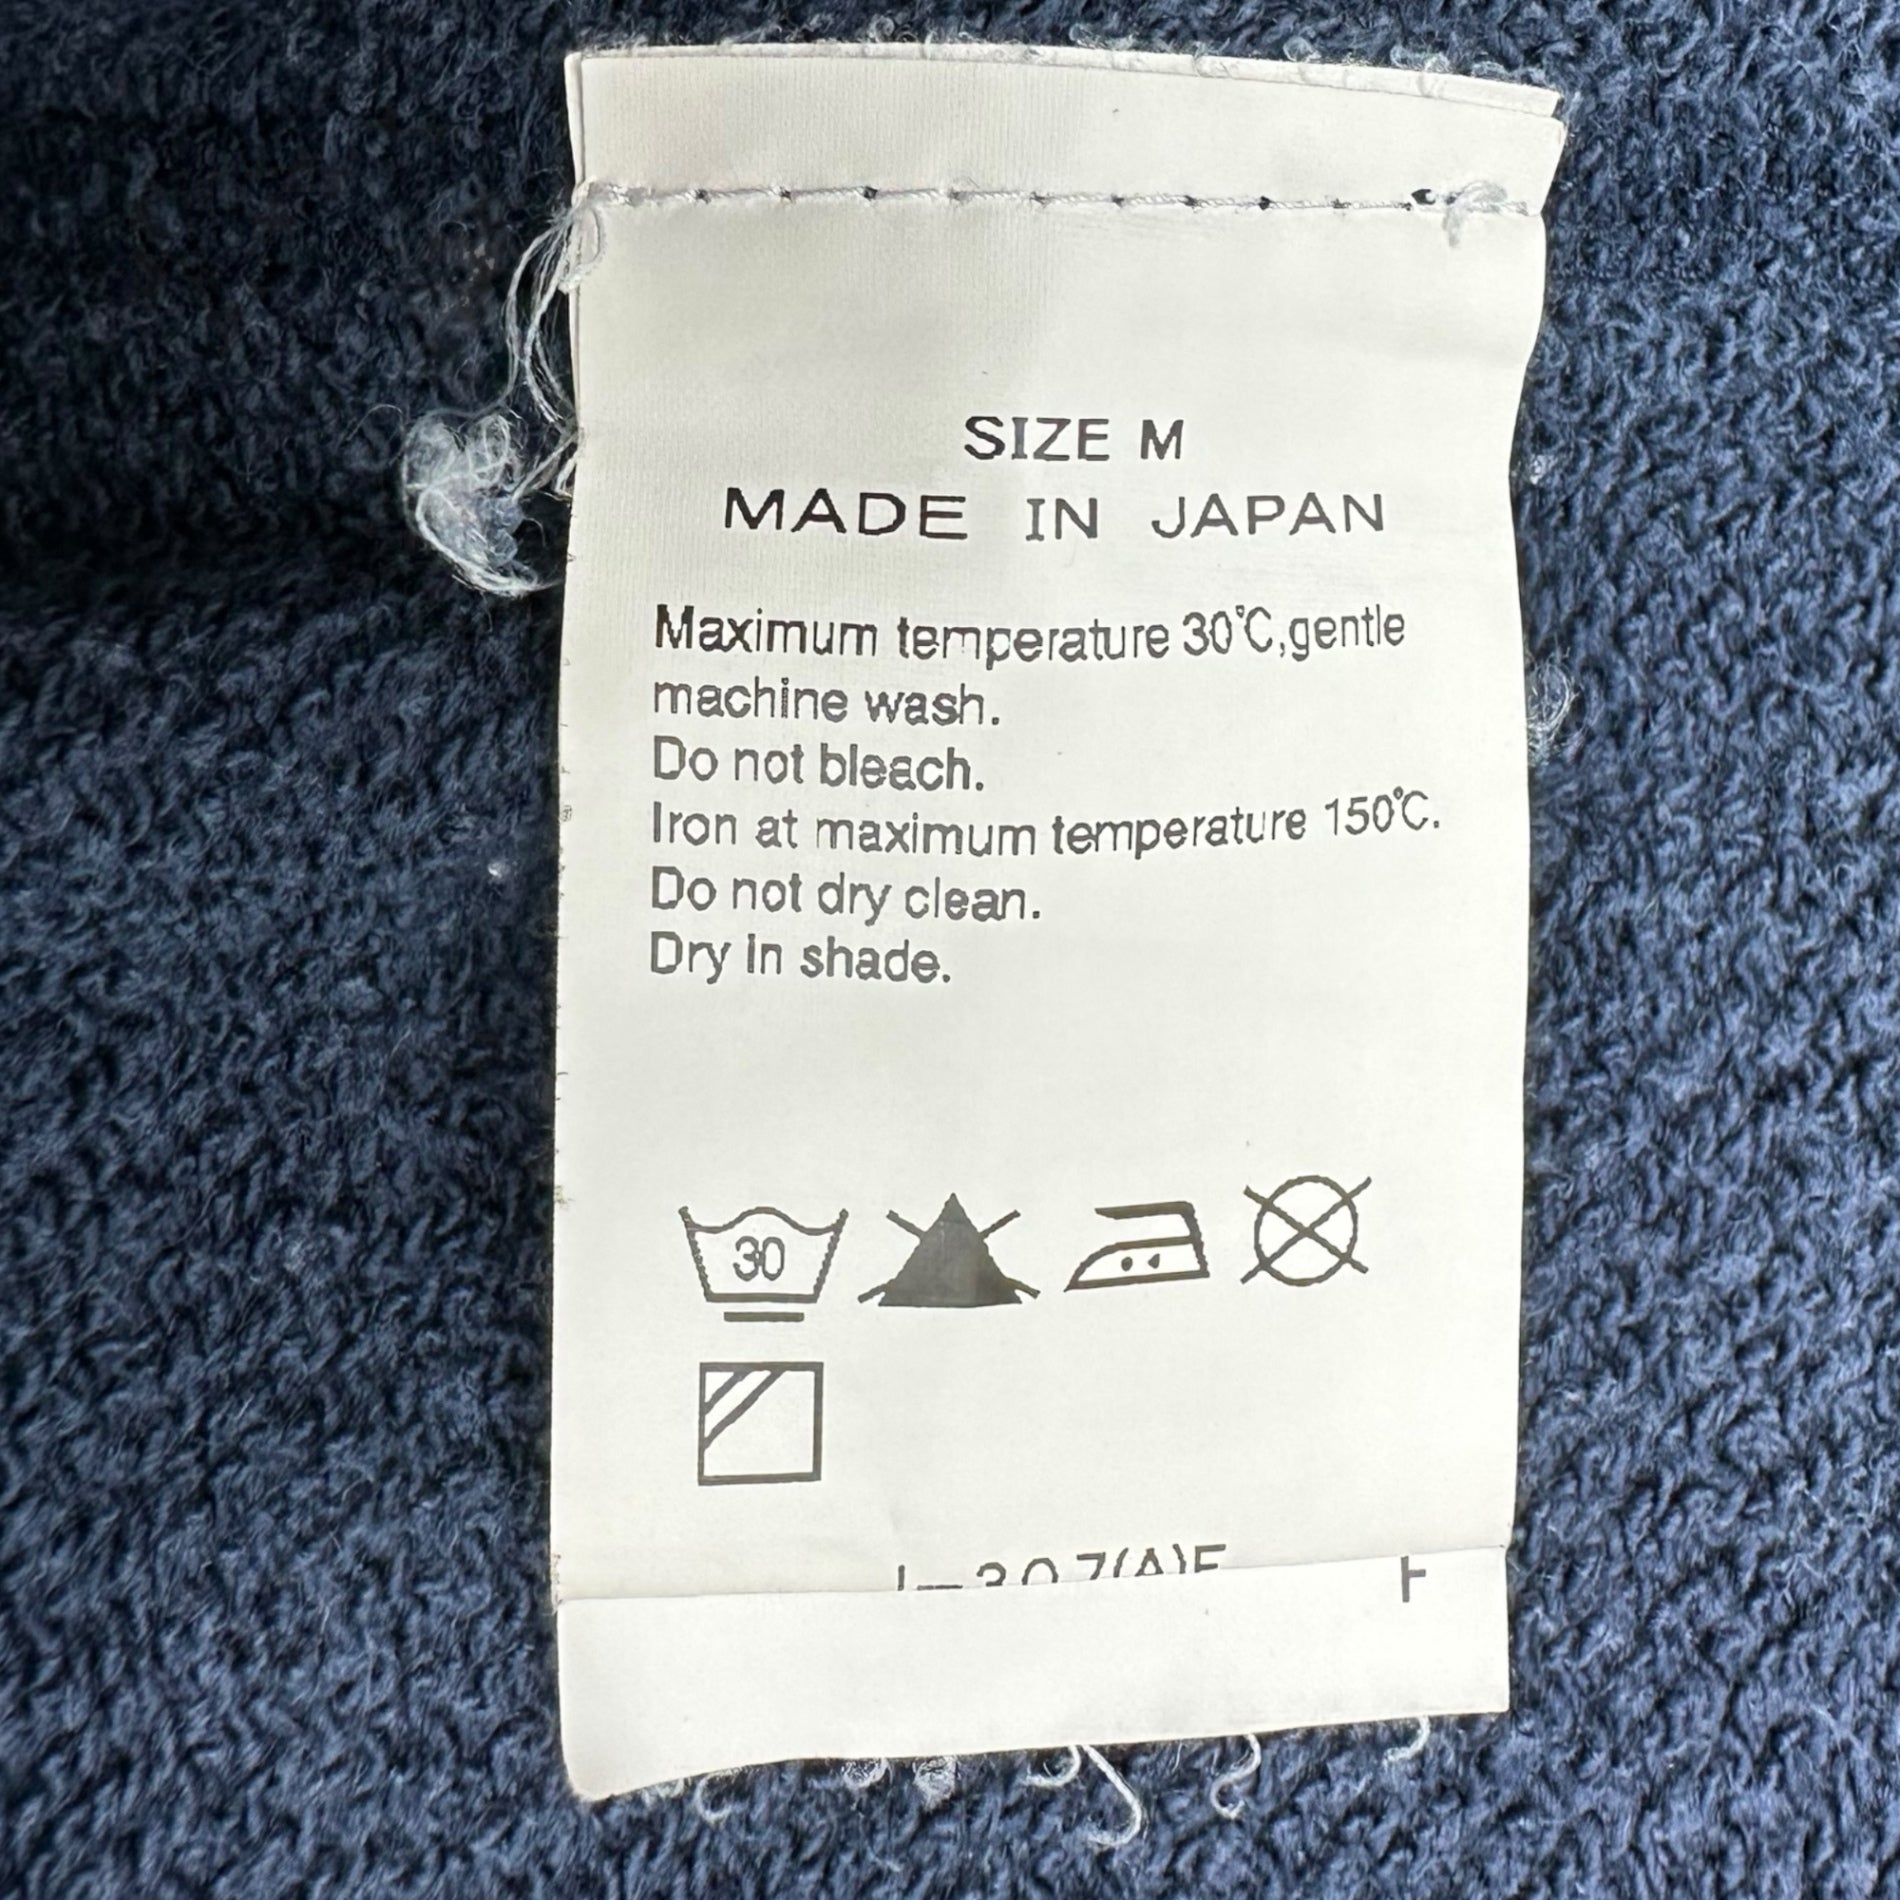 SIZE M
MADE IN JAPAN
Maximum temperature 30℃,gentle
machine wash.
Do not bleach.
Iron at maximum temperature 150℃.
Do not dry clean.
Dry in shade.
30